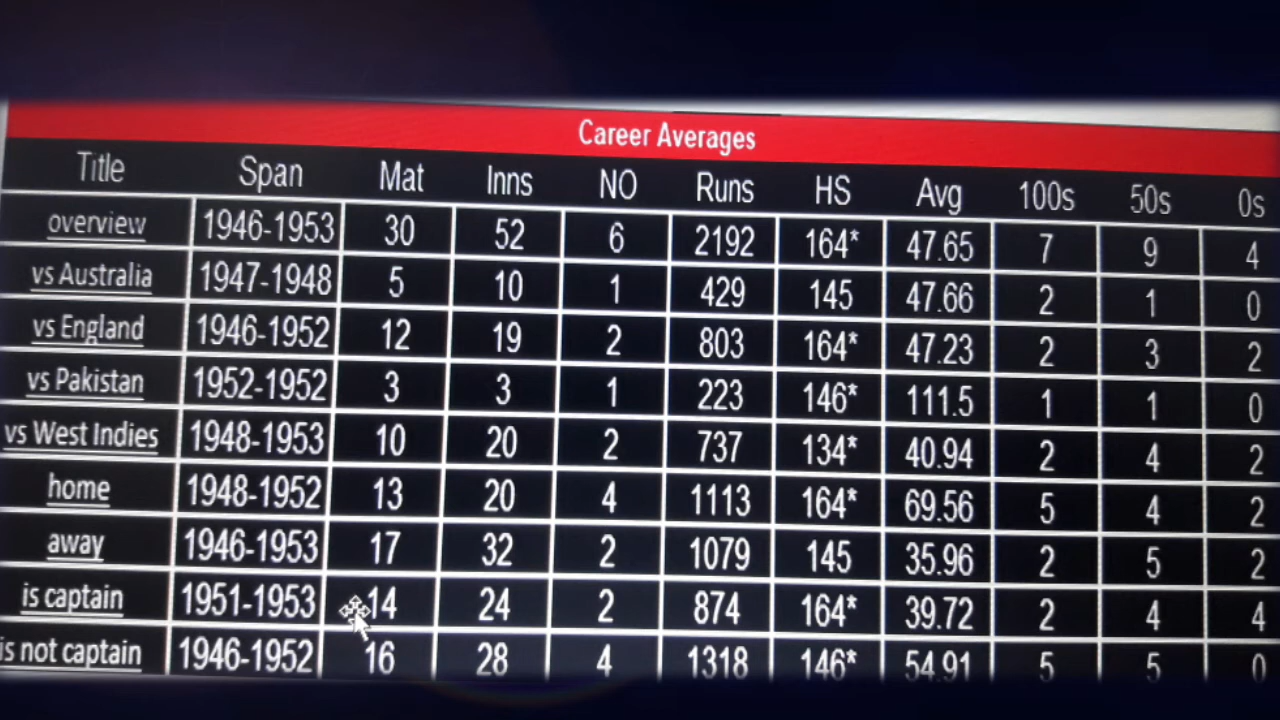 Career Averages
Title Span Mat Inns NO Runs HS Avg 100s 50s 0s
overview 1946-1953 30 52 6 2192 164* 47.65 7 9 4
vs Australia 1947-1948 5 10 1 429 145 47.66 2 1 0
vs England 1946-1952 12 19 2 803 164* 47.23 2 3 2
vs Pakistan 1952-1952 3 3 1 223 146* 111.5 1 1 0
vs West Indies 1948-1953 10 20 2 737 134* 40.94 2 4 2
home 1948-1952 13 20 4 1113 164* 69.56 5 4 2
away 1946-1953 17 32 2 1079 145 35.96 2 5 2
is captain 1951-1953 14 24 2 874 164* 39.72 2 4 4
is not captain 1946-1952 16 28 4 1318 146* 54.91 5 5 0